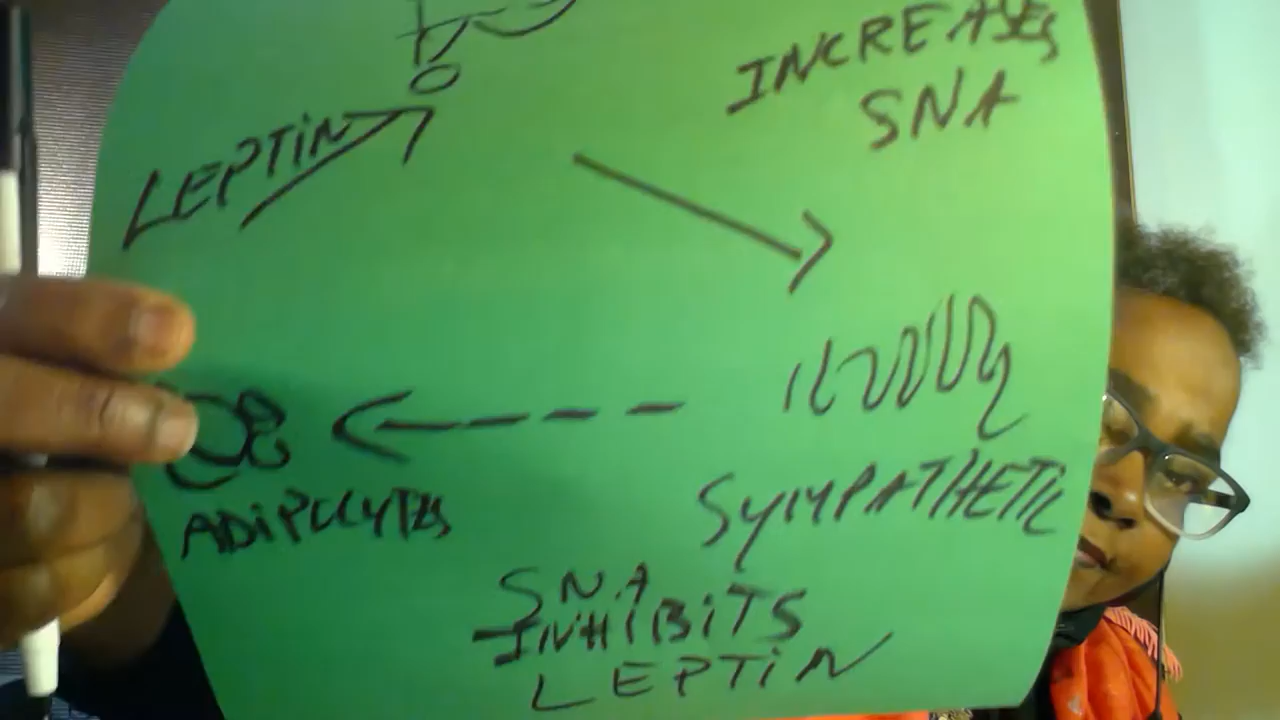 INCREASES
SNA
LEPTIN
ADIPOCYTES
SYMPATHETIC
SNA
INHIBITS
LEPTIN